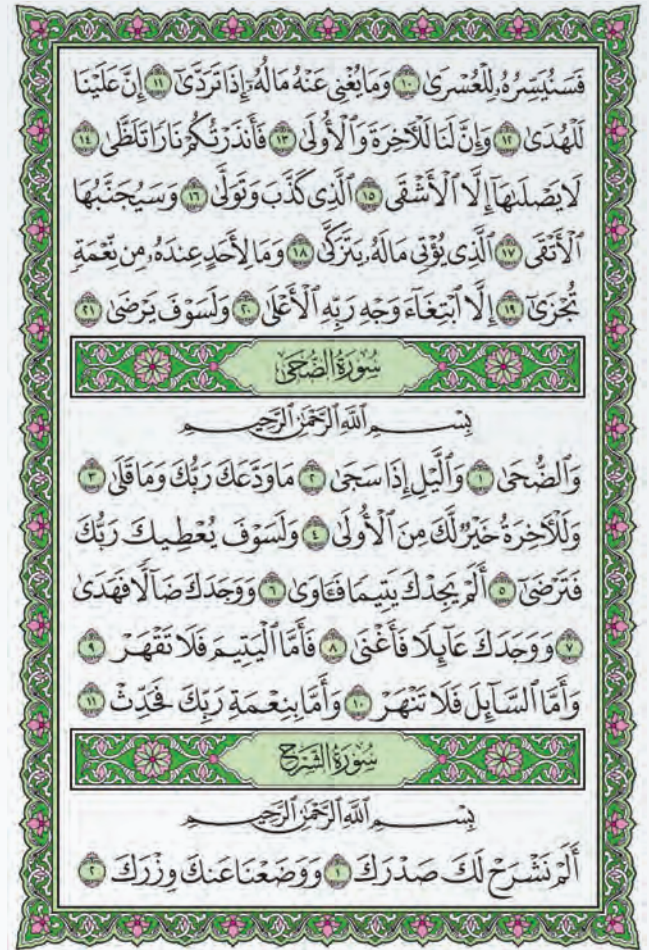 فَسَنُيَسِّرُهُۥ لِلۡعُسۡرَىٰ ١٠ وَمَا يُغۡنِي عَنۡهُ مَالُهُۥٓ إِذَا تَرَدَّىٰٓ ١١ إِنَّ عَلَيۡنَا
لَلۡهُدَىٰ ١٢ وَإِنَّ لَنَا لَلۡأٓخِرَةَ وَٱلۡأُولَىٰ ١٣ فَأَنذَرۡتُكُمۡ نَارٗا تَلَظَّىٰ ١٤
لَا يَصۡلَىٰهَآ إِلَّا ٱلۡأَشۡقَى ١٥ ٱلَّذِي كَذَّبَ وَتَوَلَّىٰ ١٦ وَسَيُجَنَّبُهَا
ٱلۡأَتۡقَى ١٧ ٱلَّذِي يُؤۡتِي مَالَهُۥ يَتَزَكَّىٰ ١٨ وَمَا لِأَحَدٍ عِندَهُۥ مِن نِّعۡمَةٖ
تُجۡزَىٰٓ ١٩ إِلَّا ٱبۡتِغَآءَ وَجۡهِ رَبِّهِ ٱلۡأَعۡلَىٰ ٢٠ وَلَسَوۡفَ يَرۡضَىٰ ٢١
سُورَةُ الضُّحَىٰ
بِسۡمِ ٱللَّهِ ٱلرَّحۡمَٰنِ ٱلرَّحِيمِ
وَٱلضُّحَىٰ ١ وَٱلَّيۡلِ إِذَا سَجَىٰ ٢ مَا وَدَّعَكَ رَبُّكَ وَمَا قَلَىٰ ٣
وَلَلۡأٓخِرَةُ خَيۡرٞ لَّكَ مِنَ ٱلۡأُولَىٰ ٤ وَلَسَوۡفَ يُعۡطِيكَ رَبُّكَ
فَتَرۡضَىٰٓ ٥ أَلَمۡ يَجِدۡكَ يَتِيمٗا فَـَٔاوَىٰ ٦ وَوَجَدَكَ ضَآلّٗا فَهَدَىٰ
٧ وَوَجَدَكَ عَآئِلٗا فَأَغۡنَىٰ ٨ فَأَمَّا ٱلۡيَتِيمَ فَلَا تَقۡهَرۡ ٩
وَأَمَّا ٱلسَّآئِلَ فَلَا تَنۡهَرۡ ١٠ وَأَمَّا بِنِعۡمَةِ رَبِّكَ فَحَدِّثۡ ١١
سُورَةُ الشَّرۡحِ
بِسۡمِ ٱللَّهِ ٱلرَّحۡمَٰنِ ٱلرَّحِيمِ
أَلَمۡ نَشۡرَحۡ لَكَ صَدۡرَكَ ١ وَوَضَعۡنَا عَنكَ وِزۡرَكَ ٢